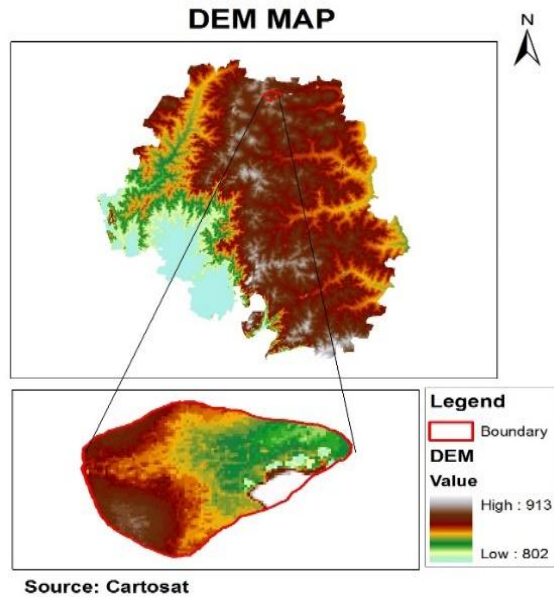 DEM MAP
N
Legend
Boundary
DEM
Value
High : 913
Low : 802
Source: Cartosat